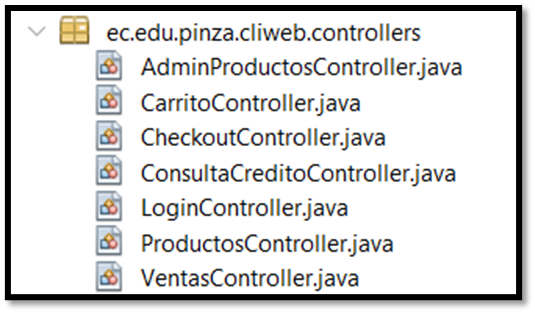 ec.edu.pinza.cliweb.controllers
AdminProductosController.java
CarritoController.java
CheckoutController.java
ConsultaCreditoController.java
LoginController.java
ProductosController.java
VentasController.java